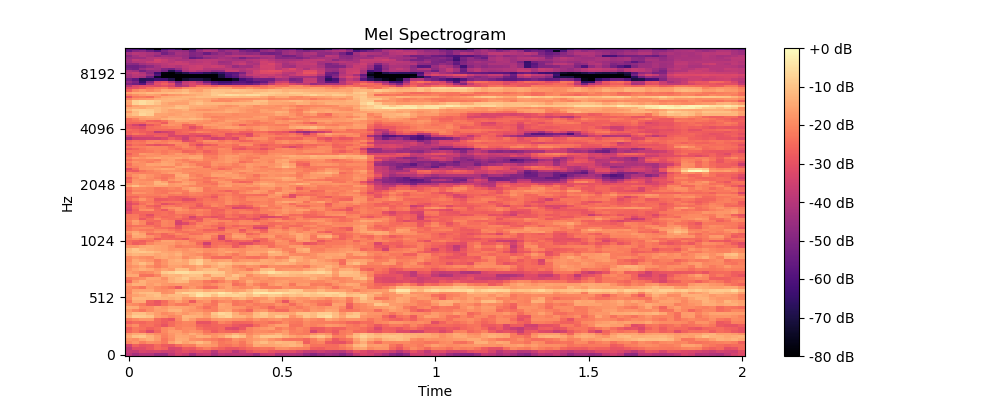 Mel Spectrogram
Hz
8192
4096
2048
1024
512
0
0
0.5
1
1.5
2
Time
+0 dB
-10 dB
-20 dB
-30 dB
-40 dB
-50 dB
-60 dB
-70 dB
-80 dB